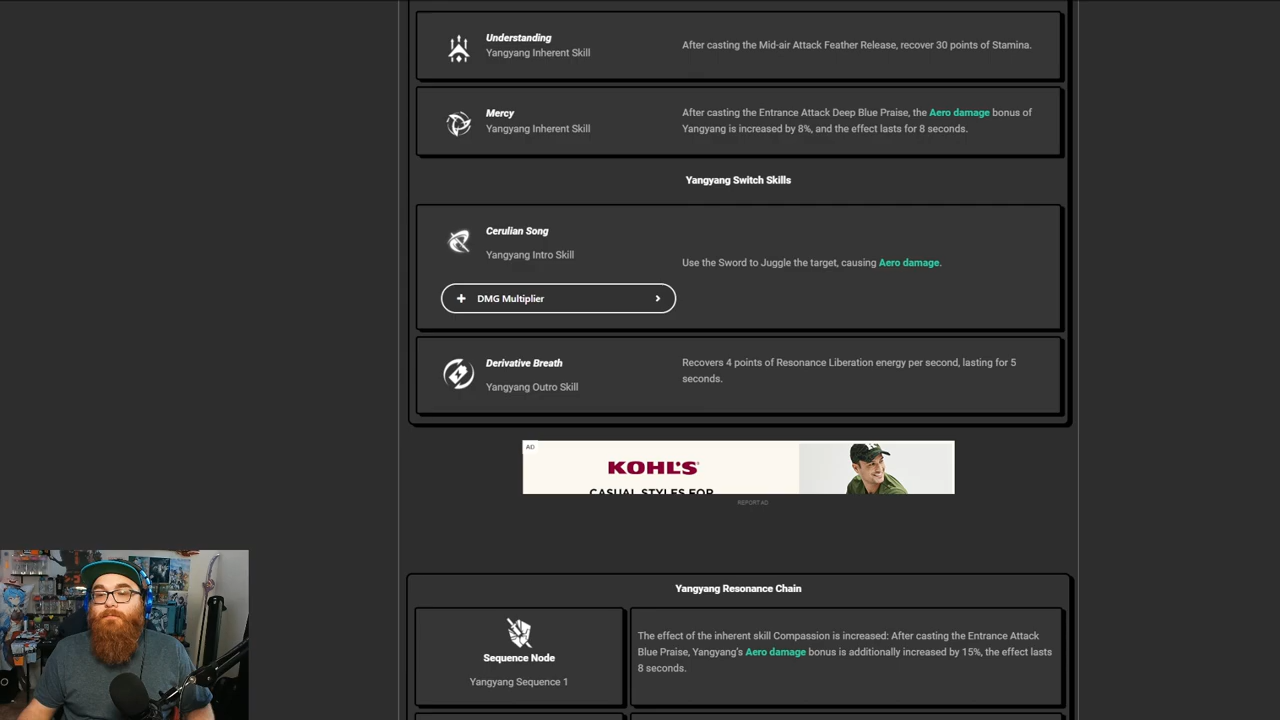 Understanding
Yangyang Inherent Skill
After casting the Mid-air Attack Feather Release, recover 30 points of Stamina.
Mercy
Yangyang Inherent Skill
After casting the Entrance Attack Deep Blue Praise, the Aero damage bonus of
Yangyang is increased by 8%, and the effect lasts for 8 seconds.
Yangyang Switch Skills
Cerulian Song
Yangyang Intro Skill
Use the Sword to Juggle the target, causing Aero damage.
DMG Multiplier
Derivative Breath
Yangyang Outro Skill
Recovers 4 points of Resonance Liberation energy per second, lasting for 5
seconds.
AD
KOHL'S
CASUAL STYLES FOR
REPORT AD
Yangyang Resonance Chain
Sequence Node
Yangyang Sequence 1
The effect of the inherent skill Compassion is increased: After casting the Entrance Attack
Blue Praise, Yangyang's Aero damage bonus is additionally increased by 15%, the effect lasts
8 seconds.